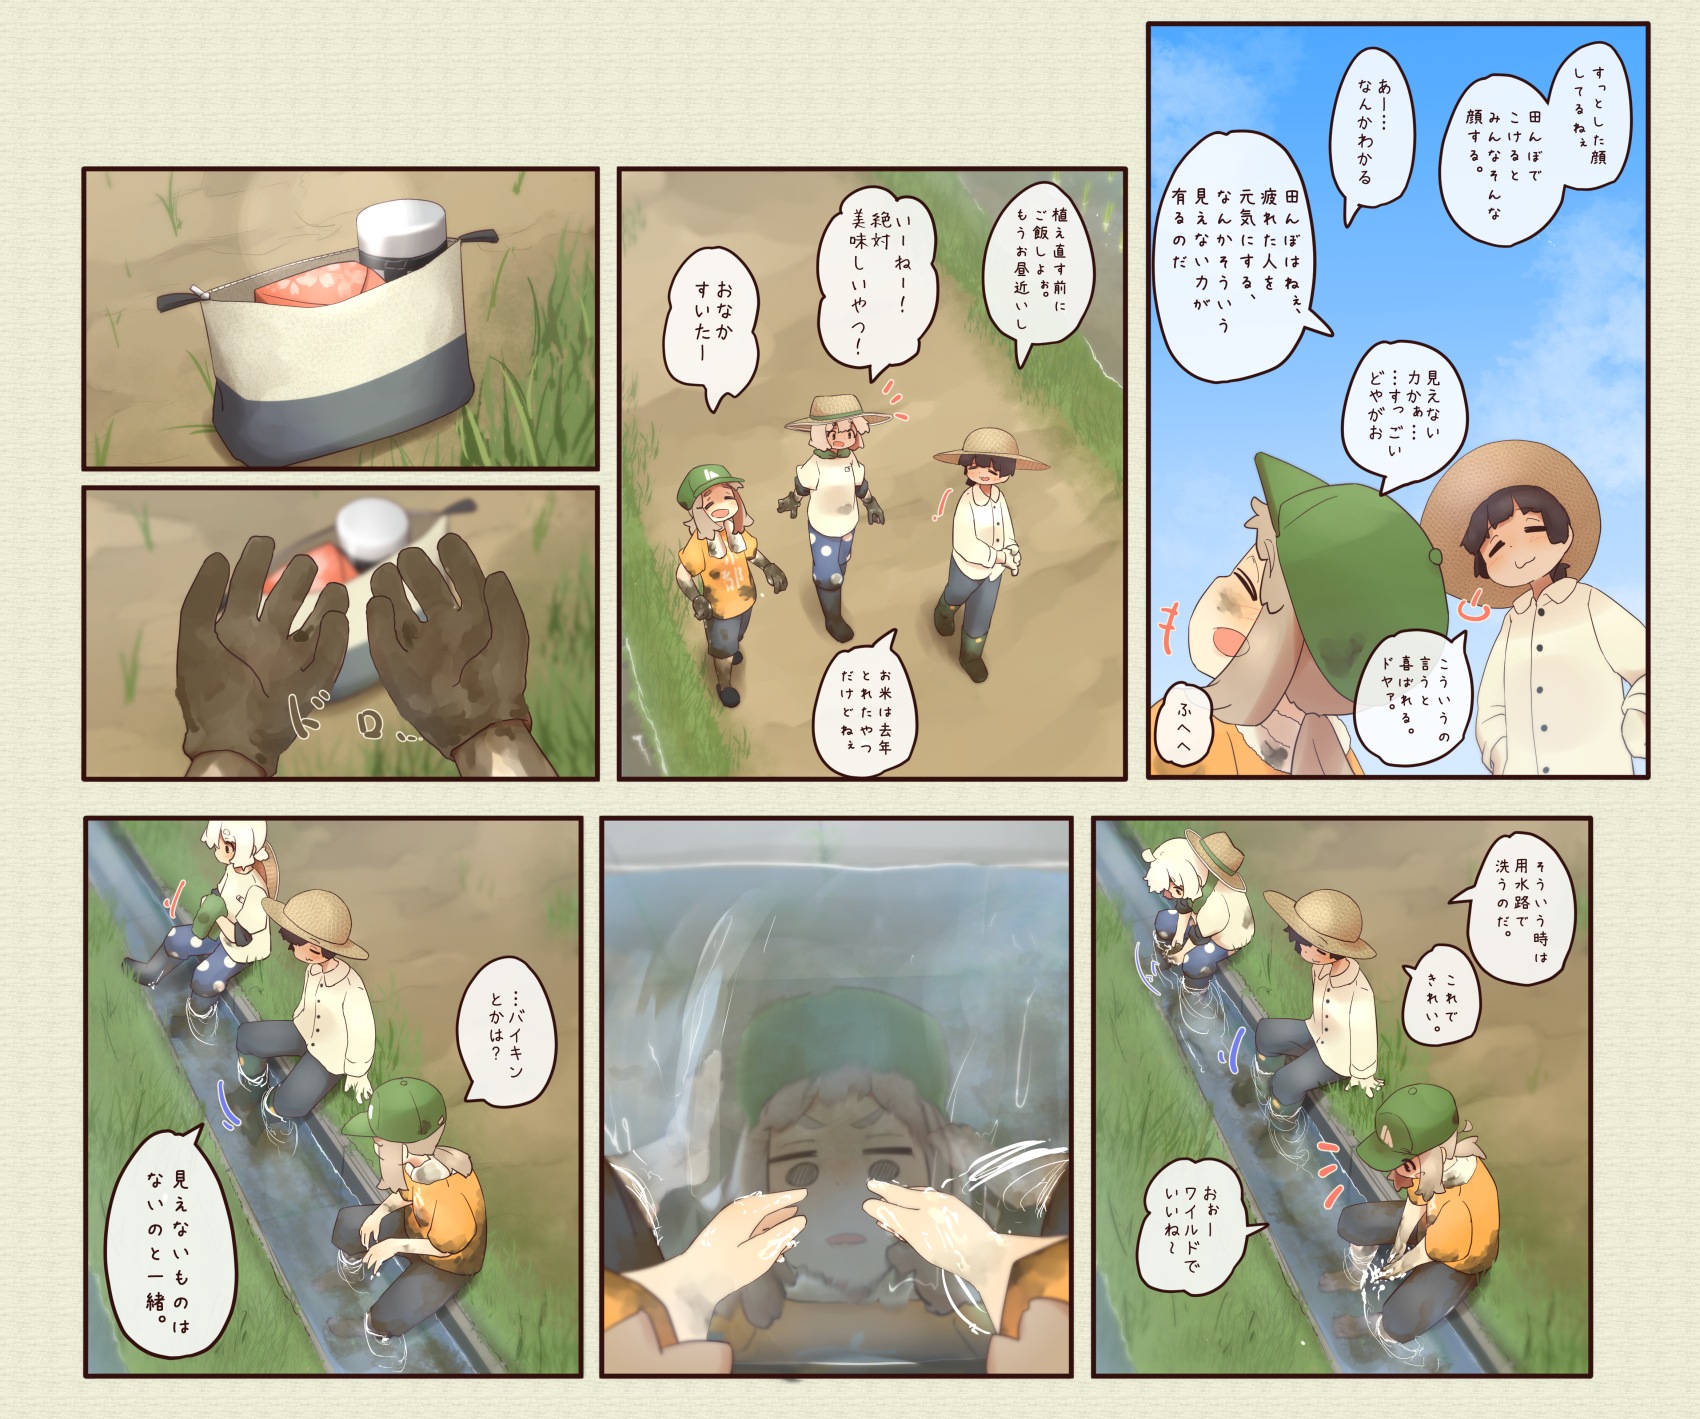 すっとした顔
してるねぇ
田んぼで
こけると
みんなそんな
顔する。
あー…
なんかわかる
田んぼはねぇ、
疲れた人を
元気にする、
なんかそういう
見えない力が
有るのだ
見えない
力かぁ…
…すっごい
どやがお
こういうの
言うと
喜ばれる。
ドヤァ。
ふへへ
植え直す前に
ご飯しよぉ。
もうお昼近いし
いーねー！
絶対
美味しいやつ！
おなか
すいたー
お米は去年
とれたやつ
だけどねぇ
ドロ…
そういう時は
用水路で
洗うのだ。
これで
きれい。
おぉー
ワイルドで
いいね〜
…バイキン
とかは？
見えないものは
ないのと一緒。